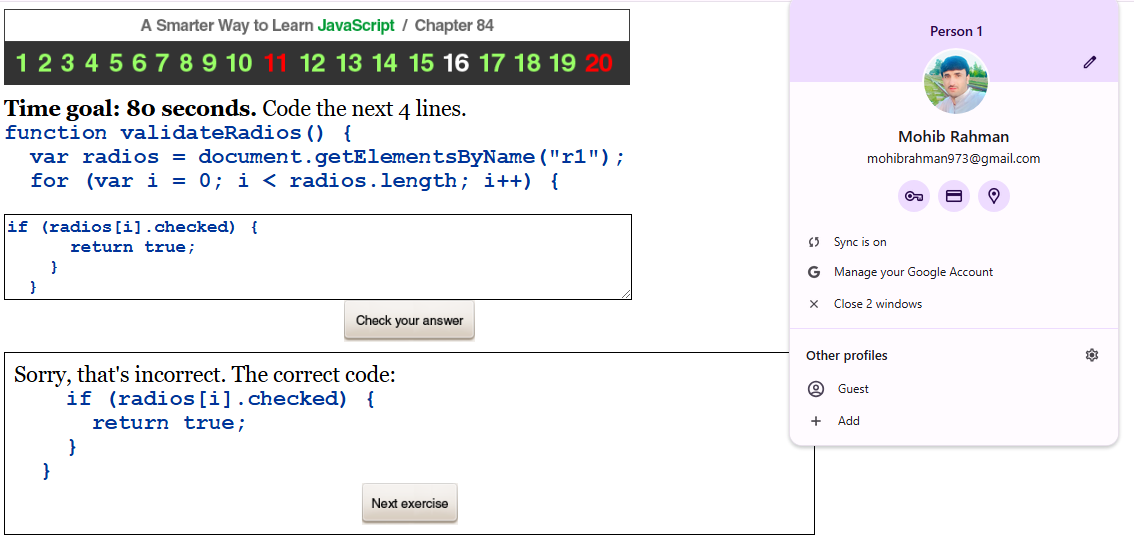 A Smarter Way to Learn JavaScript / Chapter 84
1 2 3 4 5 6 7 8 9 10 11 12 13 14 15 16 17 18 19 20
Time goal: 80 seconds. Code the next 4 lines.
function validateRadios() {
  var radios = document.getElementsByName("r1");
  for (var i = 0; i < radios.length; i++) {
if (radios[i].checked) {
      return true;
    }
  }
Check your answer
Sorry, that's incorrect. The correct code:
    if (radios[i].checked) {
      return true;
    }
  }
Next exercise
Person 1
Mohib Rahman
mohibrahman973@gmail.com
Sync is on
Manage your Google Account
Close 2 windows
Other profiles
Guest
Add